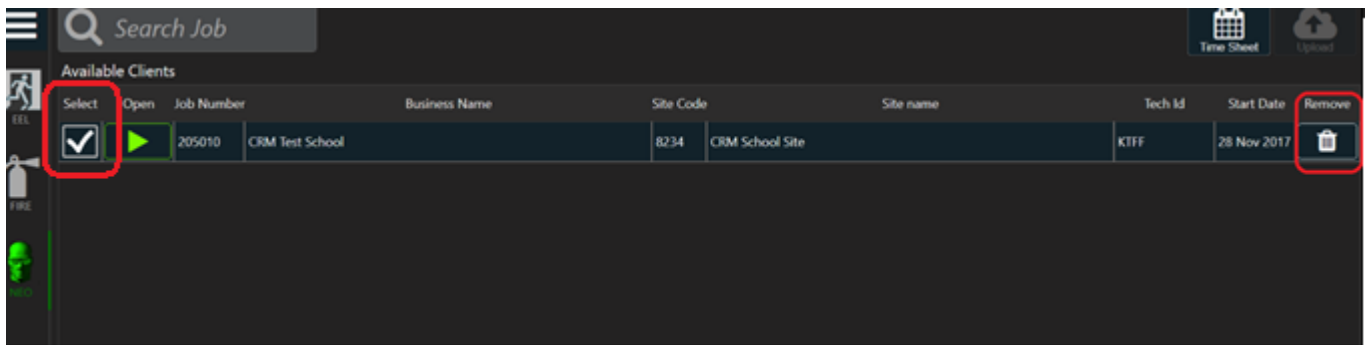 Search Job
Time Sheet
Upload
Available Clients
Select Open Job Number Business Name Site Code Site name Tech Id Start Date Remove
205010 CRM Test School 8234 CRM School Site KTFF 28 Nov 2017
EEL
FIRE
NEO